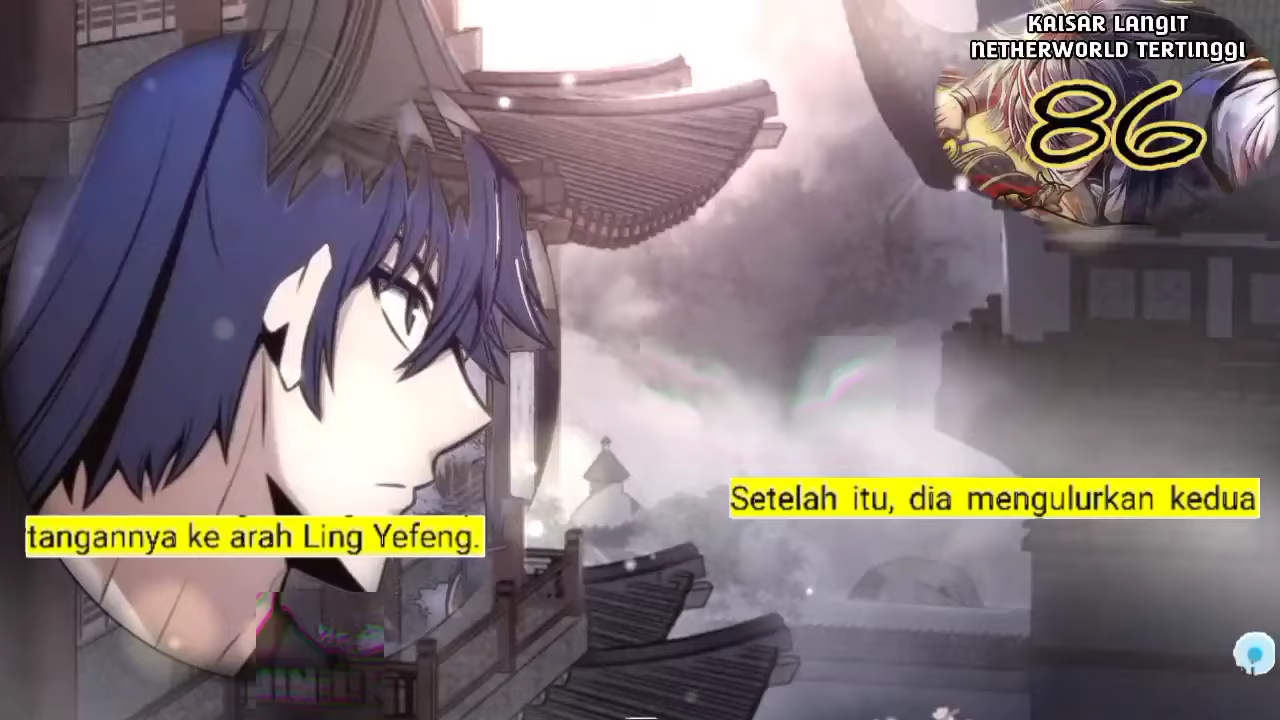 KAISAR LANGIT
NETHERWORLD TERTINGGI
86
Setelah itu, dia mengulurkan kedua
tangannya ke arah Ling Yefeng.